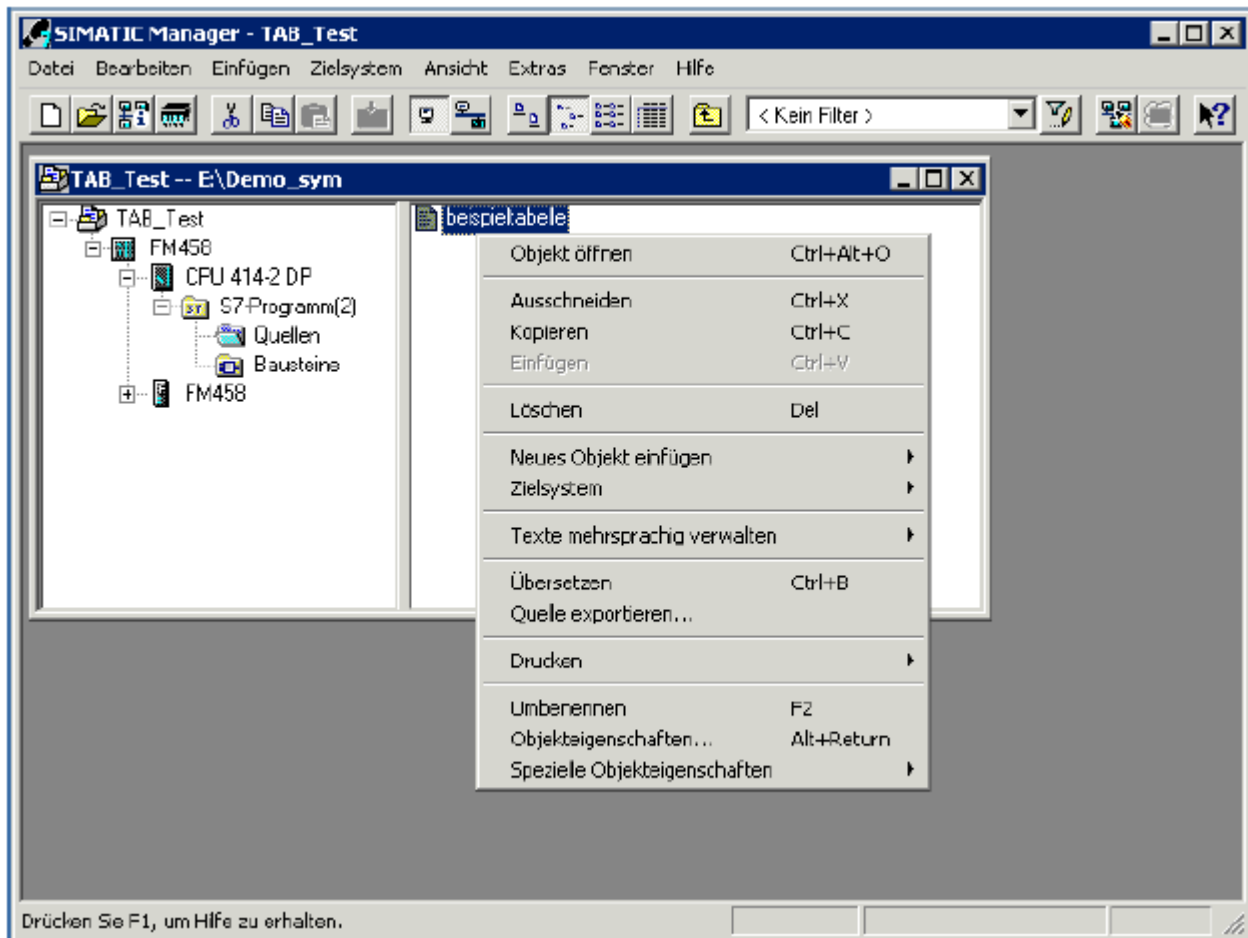 SIMATIC Manager - TAB_Test
Datei Bearbeiten Einfügen Zielsystem Ansicht Extras Fenster Hilfe
< Kein Filter >
TAB_Test -- E:\Demo_sym
TAB_Test
FM458
CPU 414-2 DP
S7-Programm(2)
Quellen
Bausteine
FM458
beispieltabelle
Objekt öffnen Ctrl+Alt+O
Ausschneiden Ctrl+X
Kopieren Ctrl+C
Einfügen Ctrl+V
Löschen Del
Neues Objekt einfügen
Zielsystem
Texte mehrsprachig verwalten
Übersetzen Ctrl+B
Quelle exportieren...
Drucken
Umbenennen F2
Objekteigenschaften... Alt+Return
Spezielle Objekteigenschaften
Drücken Sie F1, um Hilfe zu erhalten.